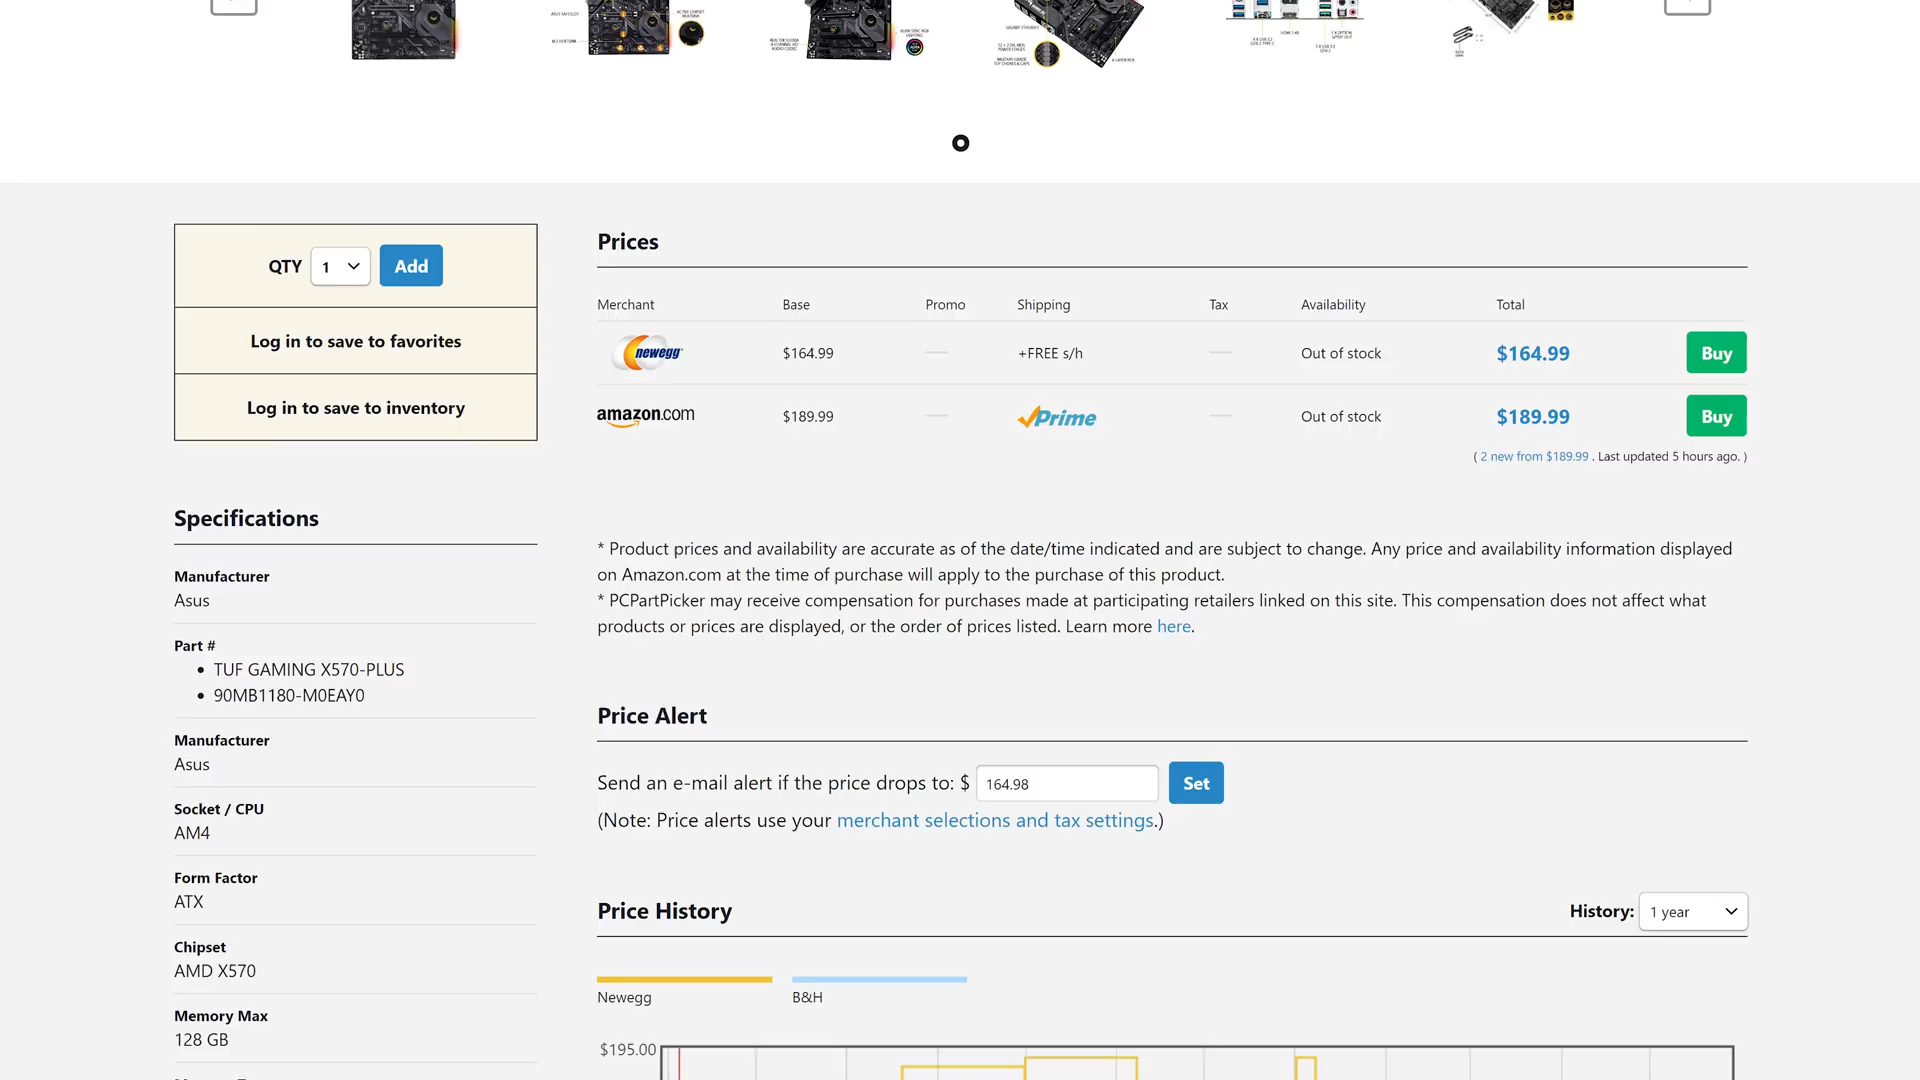 GIGABIT ETHERNET
HDMI 1.4B
QTY 1 Add
Log in to save to favorites
Log in to save to inventory
Specifications
Manufacturer
Asus
Part #
• TUF GAMING X570-PLUS
• 90MB1180-M0EAY0
Manufacturer
Asus
Socket / CPU
AM4
Form Factor
ATX
Chipset
AMD X570
Memory Max
128 GB
Prices
Merchant Base Promo Shipping Tax Availability Total
newegg $164.99 — +FREE s/h — Out of stock $164.99 Buy
amazon.com $189.99 — Prime — Out of stock $189.99 Buy
( 2 new from $189.99 . Last updated 5 hours ago. )
* Product prices and availability are accurate as of the date/time indicated and are subject to change. Any price and availability information displayed
on Amazon.com at the time of purchase will apply to the purchase of this product.
* PCPartPicker may receive compensation for purchases made at participating retailers linked on this site. This compensation does not affect what
products or prices are displayed, or the order of prices listed. Learn more here.
Price Alert
Send an e-mail alert if the price drops to: $ 164.98 Set
(Note: Price alerts use your merchant selections and tax settings.)
Price History History: 1 year
Newegg B&H
$195.00